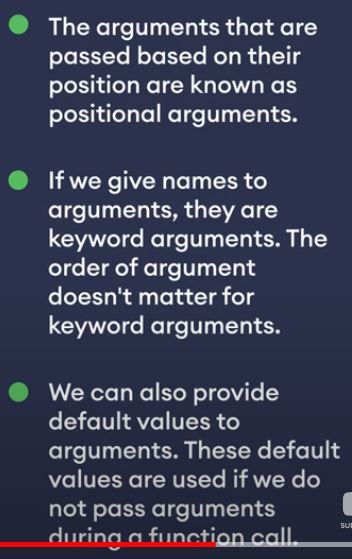 The arguments that are
passed based on their
position are known as
positional arguments.
If we give names to
arguments, they are
keyword arguments. The
order of argument
doesn't matter for
keyword arguments.
We can also provide
default values to
arguments. These default
values are used if we do
not pass arguments
during a function call.